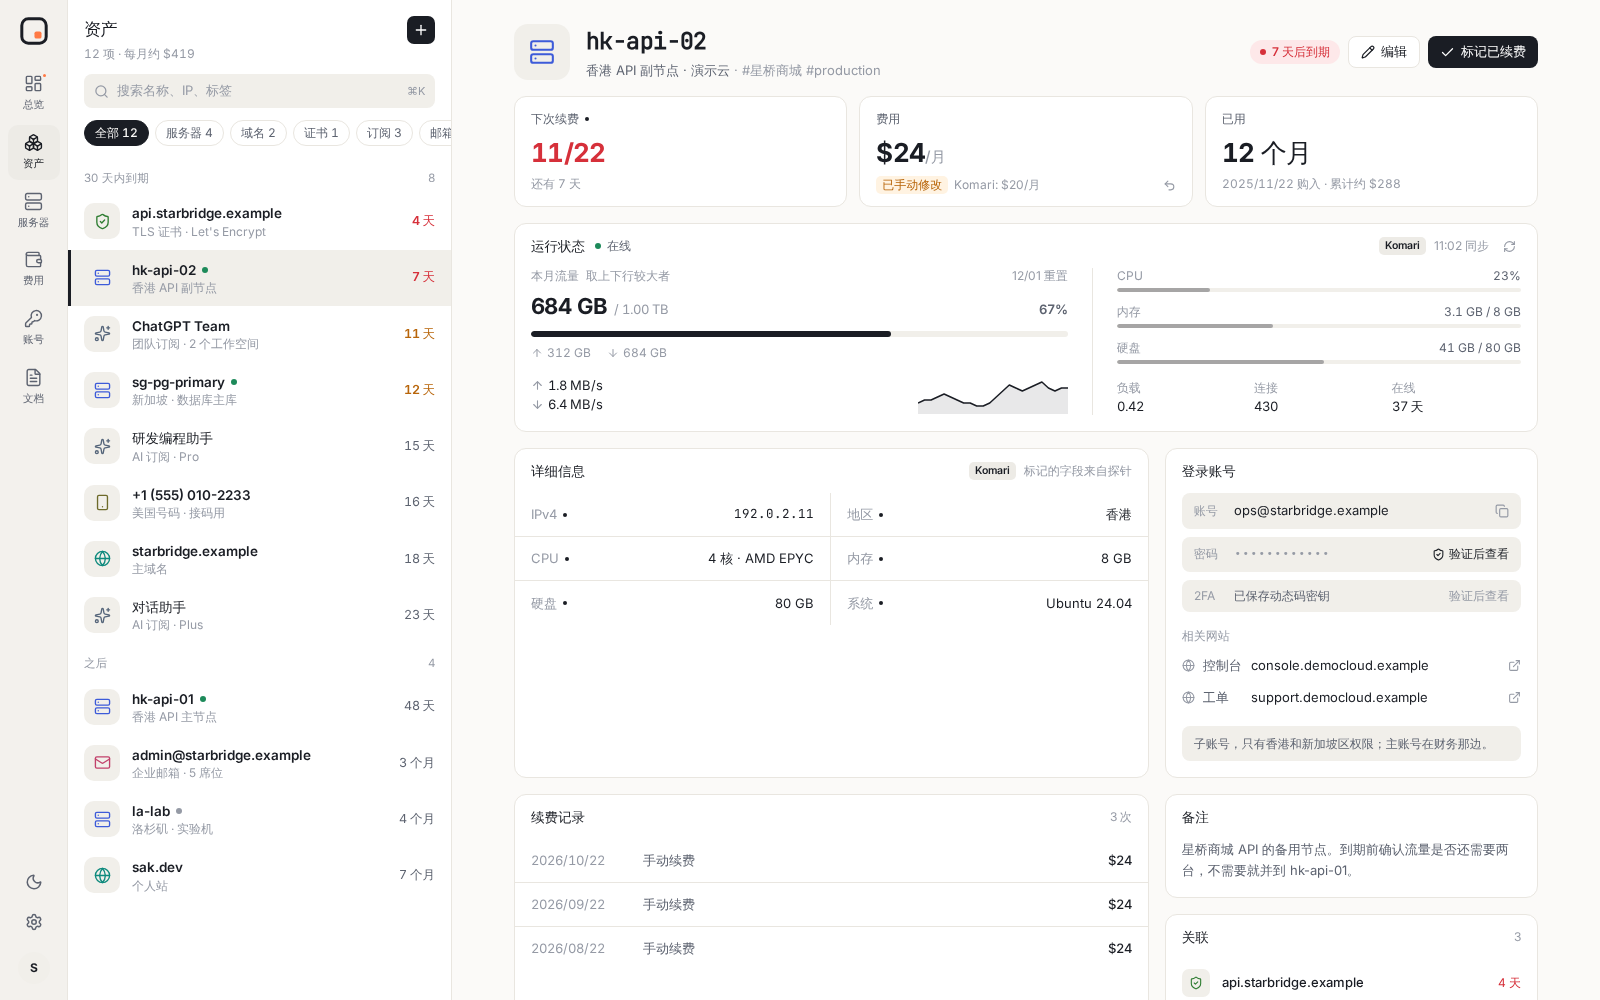 总览
资产
服务器
费用
账号
文档
S
资产
12 项 · 每月约 $419
搜索名称、IP、标签 ⌘K
全部 12 服务器 4 域名 2 证书 1 订阅 3 邮箱
30 天内到期 8
api.starbridge.example
TLS 证书 · Let's Encrypt
4 天
hk-api-02
香港 API 副节点
7 天
ChatGPT Team
团队订阅 · 2 个工作空间
11 天
sg-pg-primary
新加坡 · 数据库主库
12 天
研发编程助手
AI 订阅 · Pro
15 天
+1 (555) 010-2233
美国号码 · 接码用
16 天
starbridge.example
主域名
18 天
对话助手
AI 订阅 · Plus
23 天
之后 4
hk-api-01
香港 API 主节点
48 天
admin@starbridge.example
企业邮箱 · 5 席位
3 个月
la-lab
洛杉矶 · 实验机
4 个月
sak.dev
个人站
7 个月
hk-api-02
香港 API 副节点 · 演示云 · #星桥商城 #production
7 天后到期 编辑 标记已续费
下次续费
11/22
还有 7 天
费用
$24/月
已手动修改 Komari: $20/月
已用
12 个月
2025/11/22 购入 · 累计约 $288
运行状态 在线 Komari 11:02 同步
本月流量 取上下行较大者 12/01 重置
684 GB / 1.00 TB 67%
↑ 312 GB ↓ 684 GB
↑ 1.8 MB/s
↓ 6.4 MB/s
CPU 23%
内存 3.1 GB / 8 GB
硬盘 41 GB / 80 GB
负载 连接 在线
0.42 430 37 天
详细信息 Komari 标记的字段来自探针
IPv4 192.0.2.11 地区 香港
CPU 4 核 · AMD EPYC 内存 8 GB
硬盘 80 GB 系统 Ubuntu 24.04
登录账号
账号 ops@starbridge.example
密码 •••••••••••• 验证后查看
2FA 已保存动态码密钥 验证后查看
相关网站
控制台 console.democloud.example
工单 support.democloud.example
子账号，只有香港和新加坡区权限；主账号在财务那边。
续费记录 3 次
2026/10/22 手动续费 $24
2026/09/22 手动续费 $24
2026/08/22 手动续费 $24
备注
星桥商城 API 的备用节点。到期前确认流量是否还需要两
台，不需要就并到 hk-api-01。
关联 3
api.starbridge.example 4 天